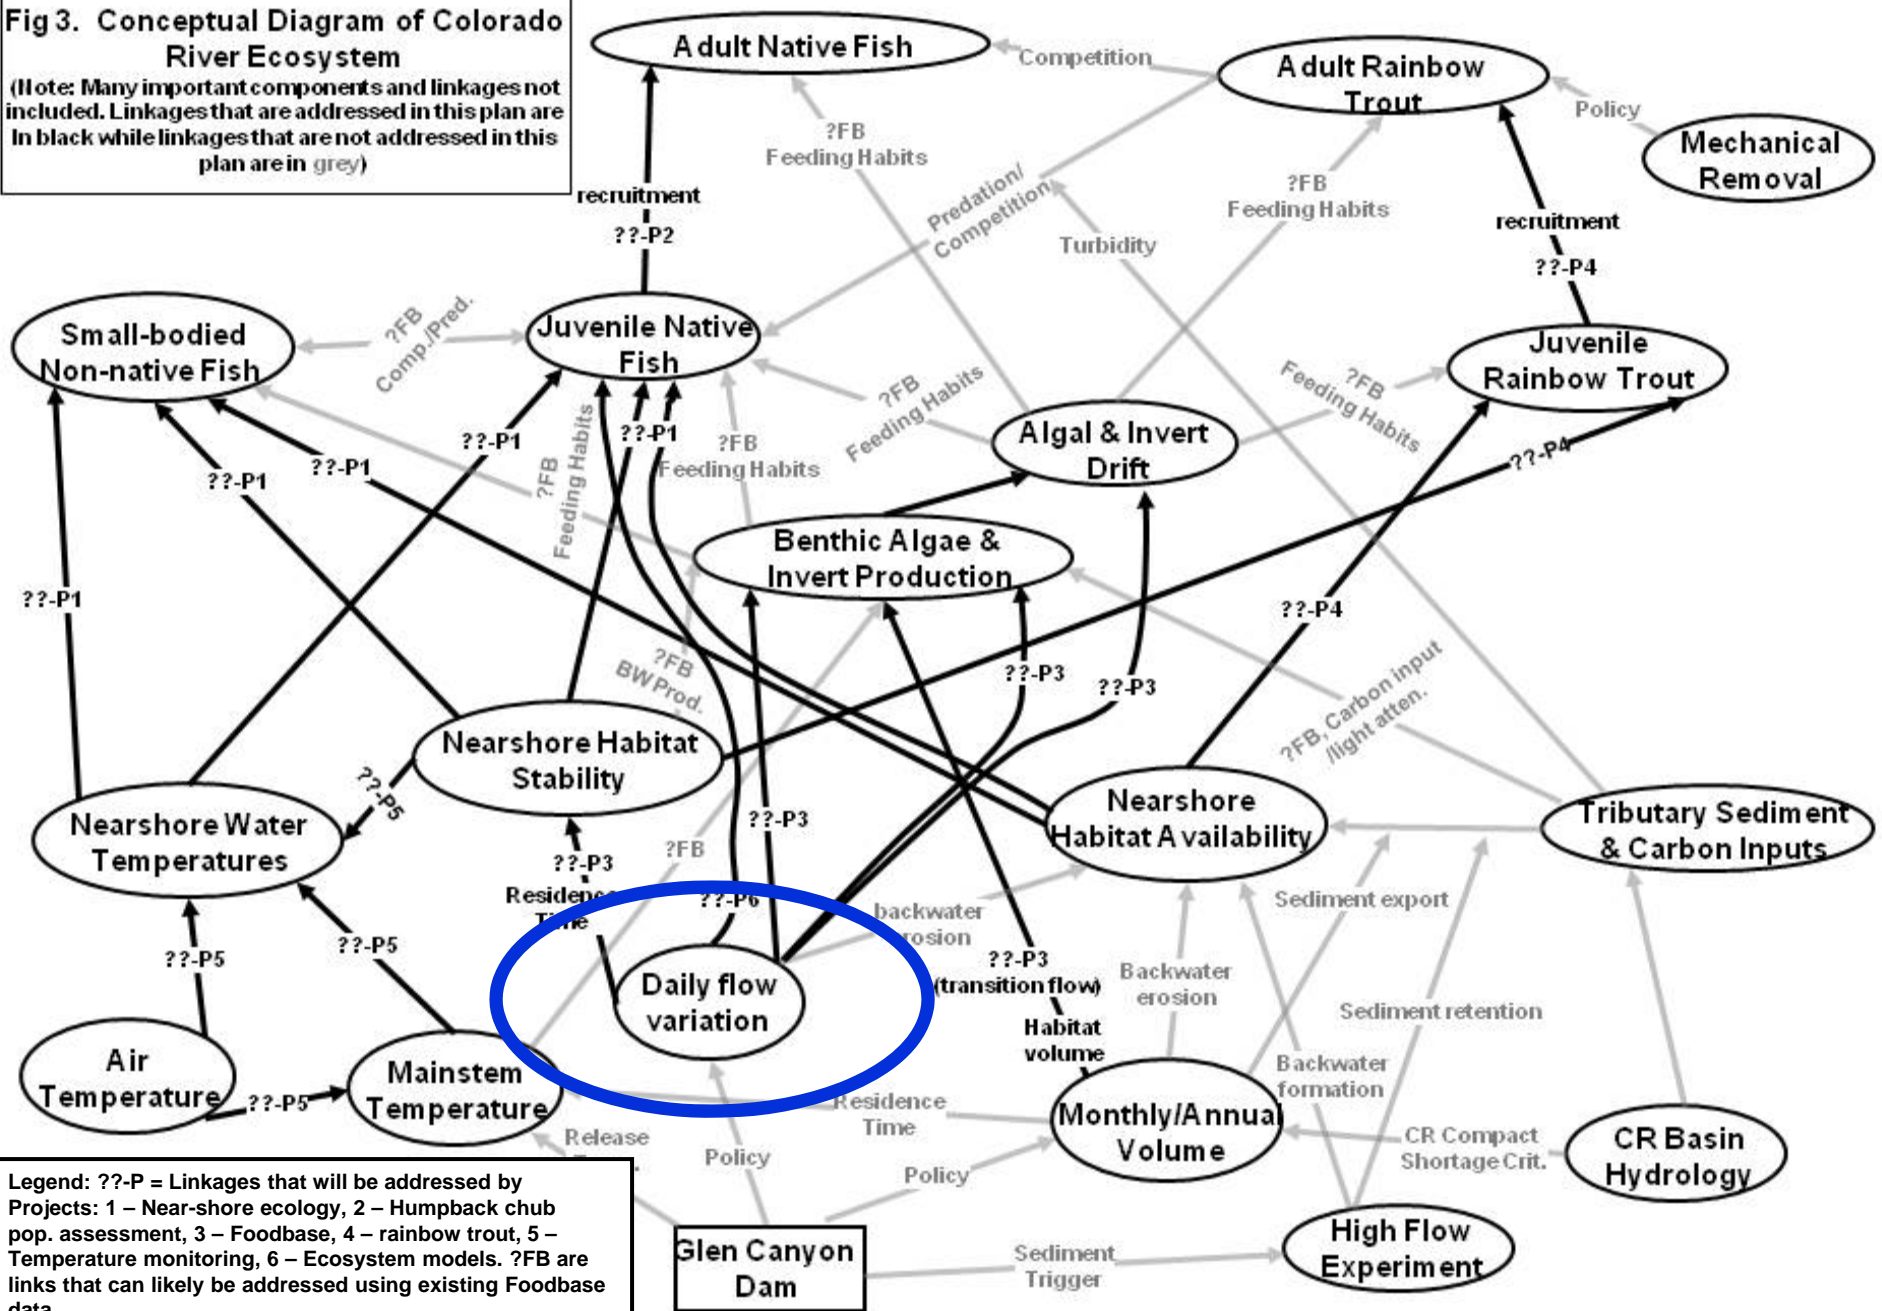 Fig 3. Conceptual Diagram of Colorado
River Ecosystem
(Note: Many important components and linkages not
included. Linkages that are addressed in this plan are
In black while linkages that are not addressed in this
plan are in grey)
Adult Native Fish
Competition
Adult Rainbow
Trout
Policy
Mechanical
Removal
?FB
Feeding Habits
Predation/
Competition
?FB
Feeding Habits
recruitment
??-P2
Turbidity
recruitment
??-P4
Small-bodied
Non-native Fish
?FB
Comp./Pred.
Juvenile Native
Fish
Juvenile
Rainbow Trout
?FB
Feeding Habits
?FB
Feeding Habits
Algal & Invert
Drift
??-P1
??-P1
??-P1
??-P1
?FB
Feeding Habits
?FB
Feeding Habits
??-P4
Benthic Algae &
Invert Production
??-P1
??-P4
?FB
BW Prod.
??-P3
??-P3
?FB, Carbon input
/light atten.
Nearshore Habitat
Stability
??-P5
Nearshore Water
Temperatures
??-P3
Residence
Time
?FB
??-P3
??-P6
Nearshore
Habitat Availability
Tributary Sediment
& Carbon Inputs
backwater
erosion
Sediment export
??-P5
??-P5
Daily flow
variation
??-P3
(transition flow)
Habitat
volume
Backwater
erosion
Sediment retention
Backwater
formation
Air
Temperature
??-P5
Mainstem
Temperature
Residence
Time
Monthly/Annual
Volume
CR Compact
Shortage Crit.
CR Basin
Hydrology
Release
Policy
Policy
Glen Canyon
Dam
Sediment
Trigger
High Flow
Experiment
Legend: ??-P = Linkages that will be addressed by
Projects: 1 – Near-shore ecology, 2 – Humpback chub
pop. assessment, 3 – Foodbase, 4 – rainbow trout, 5 –
Temperature monitoring, 6 – Ecosystem models. ?FB are
links that can likely be addressed using existing Foodbase
data